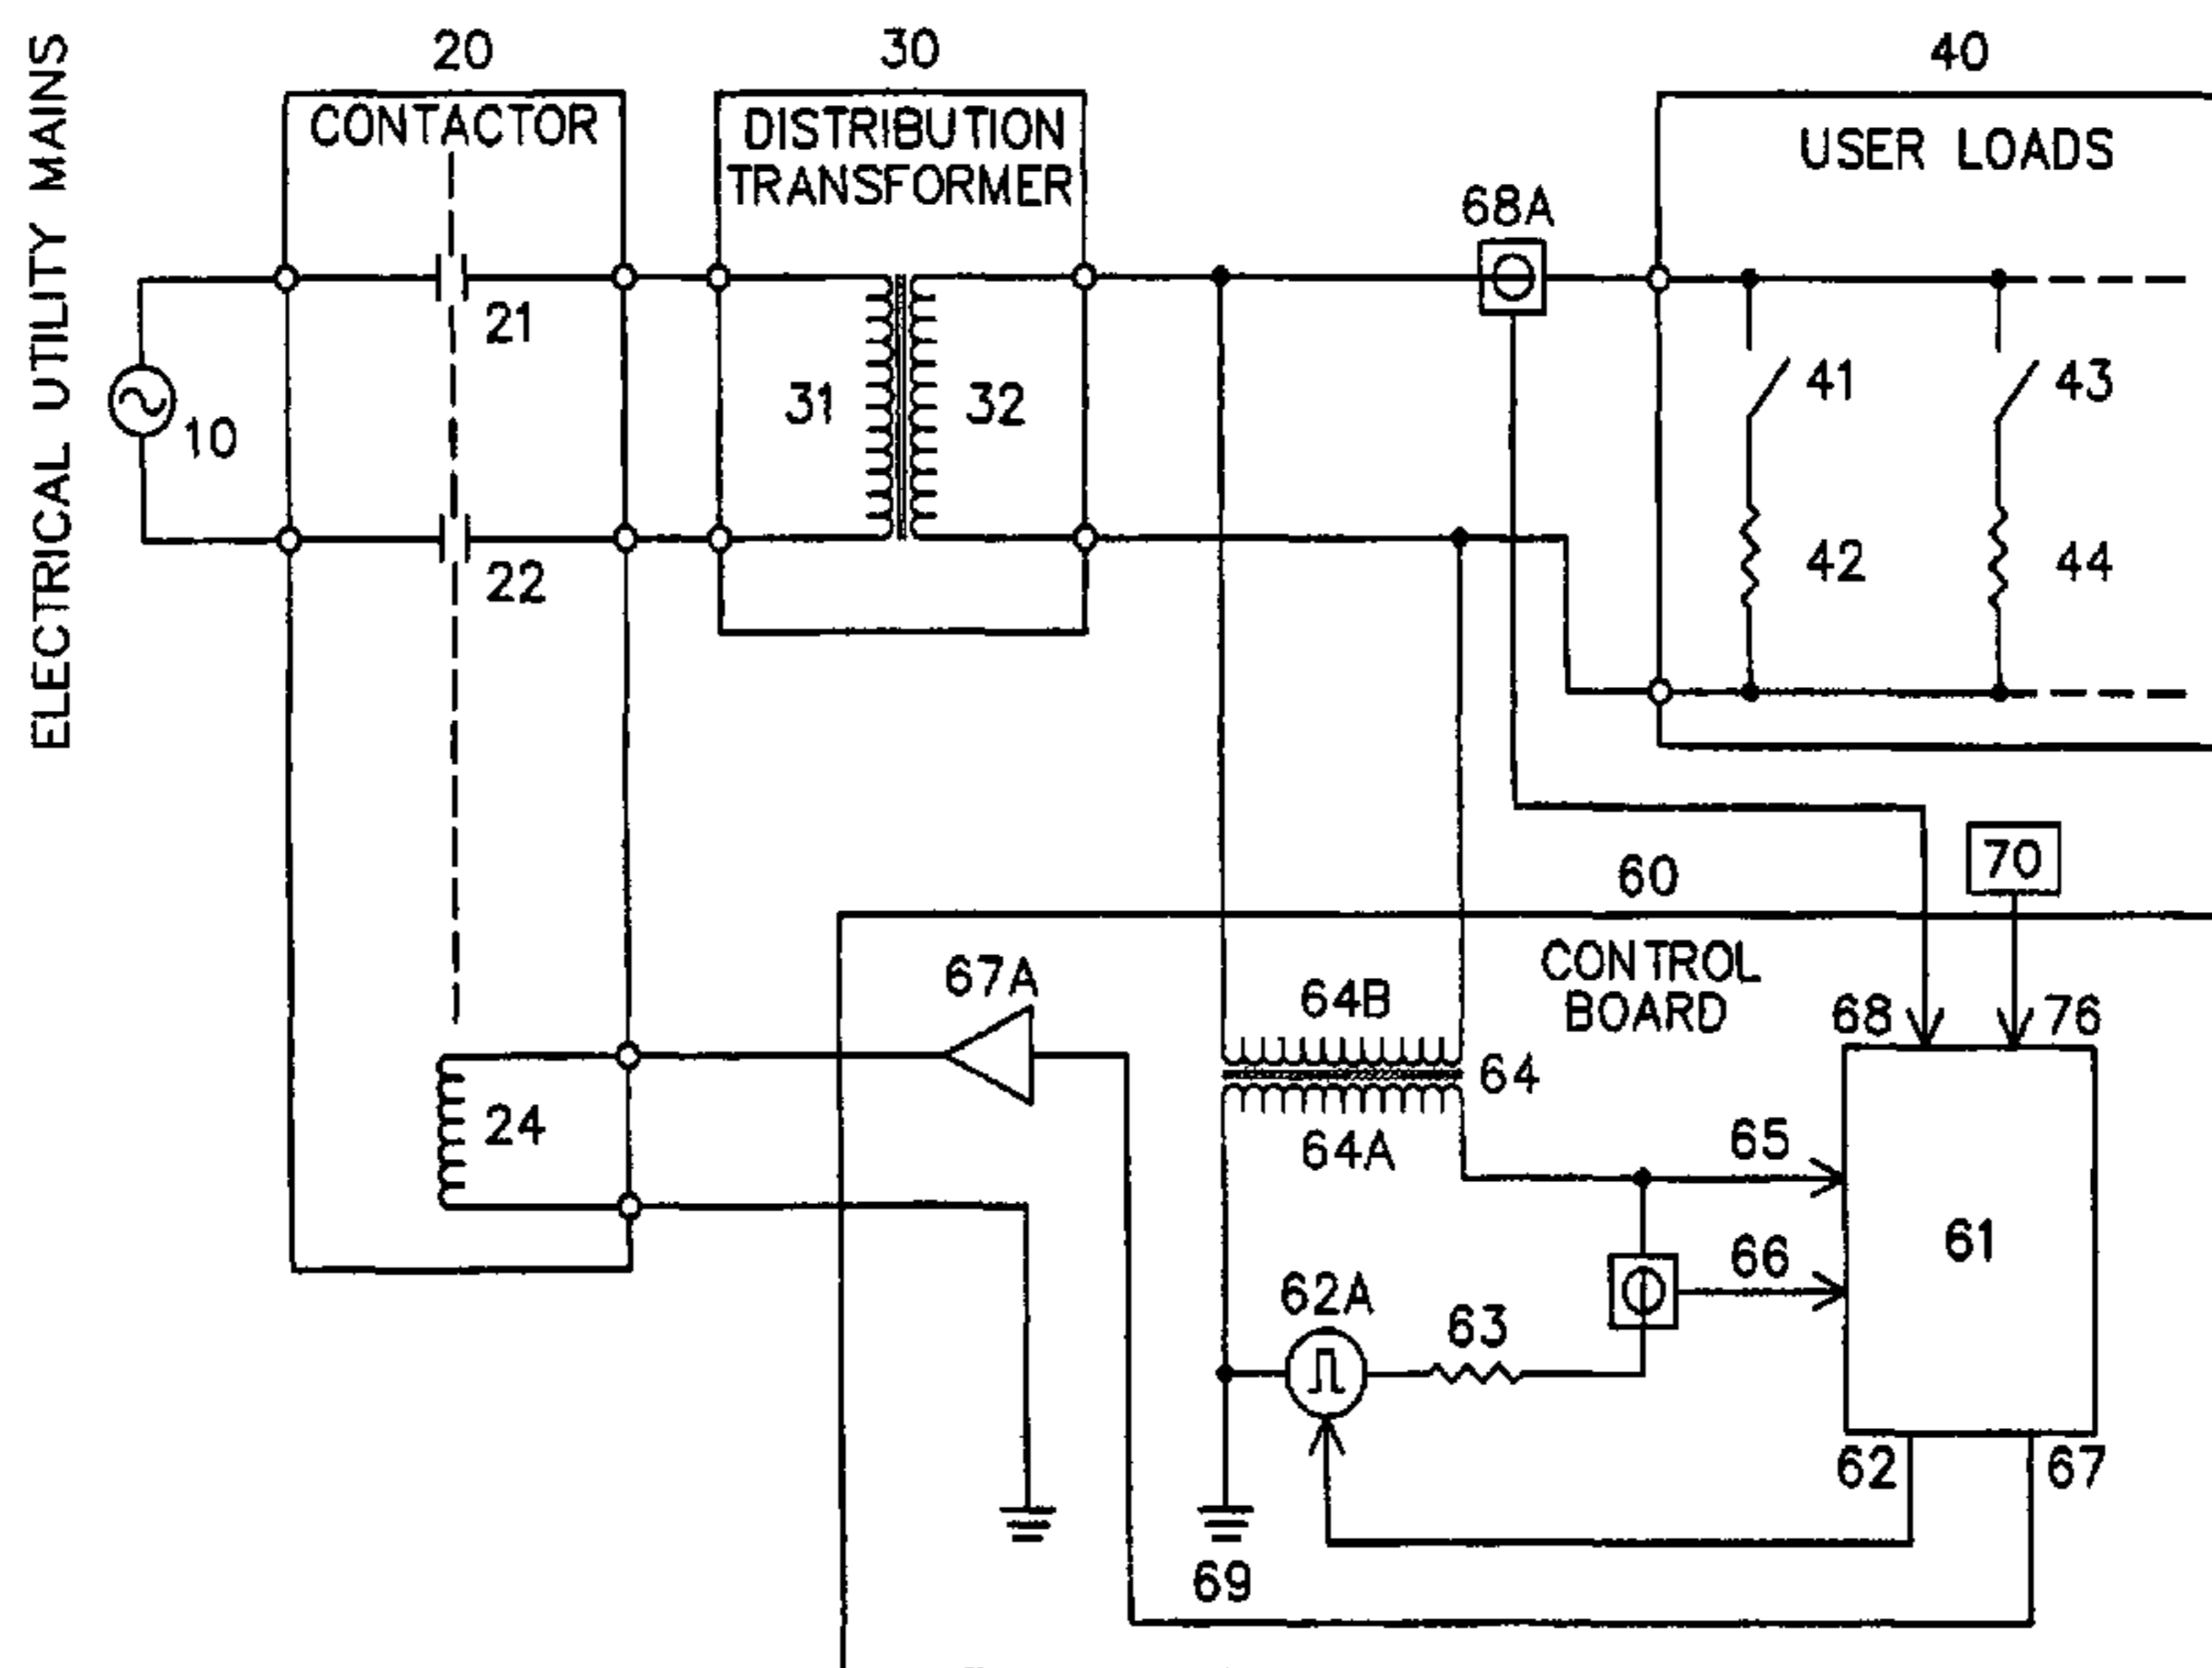 ELECTRICAL UTILITY MAINS
20
30
40
CONTACTOR
DISTRIBUTION
TRANSFORMER
USER LOADS
68A
21
31
32
41
43
10
22
42
44
70
60
CONTROL
BOARD
67A
64B
68
76
64
24
64A
65
61
66
62A
63
62
67
69